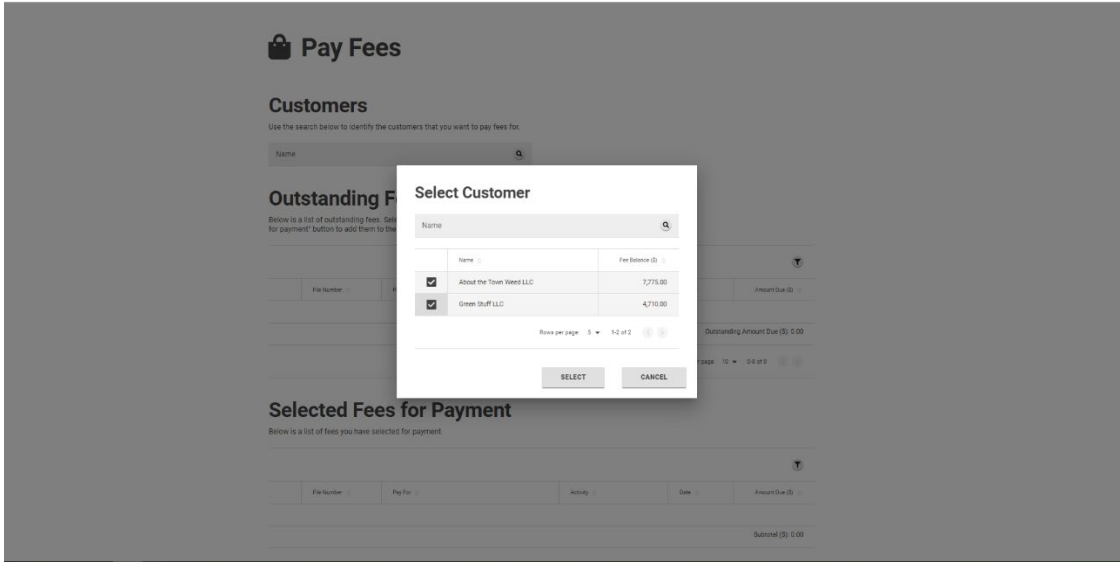 Pay Fees
Customers
Use the search below to identify the customers that you want to pay fees for.
Name
Outstanding F
Below is a list of outstanding fees. Sele
for payment" button to add them to the
File Number
Amount Due ($)
Outstanding Amount Due ($): 0.00
page: 10 0-0 of 0
Select Customer
Name
Name Fee Balance ($)
About the Town Weed LLC 7,775.00
Green Stuff LLC 4,710.00
Rows per page: 5 1-2 of 2
SELECT CANCEL
Selected Fees for Payment
Below is a list of fees you have selected for payment.
File Number Pay For Activity Date Amount Due ($)
Subtotal ($): 0.00